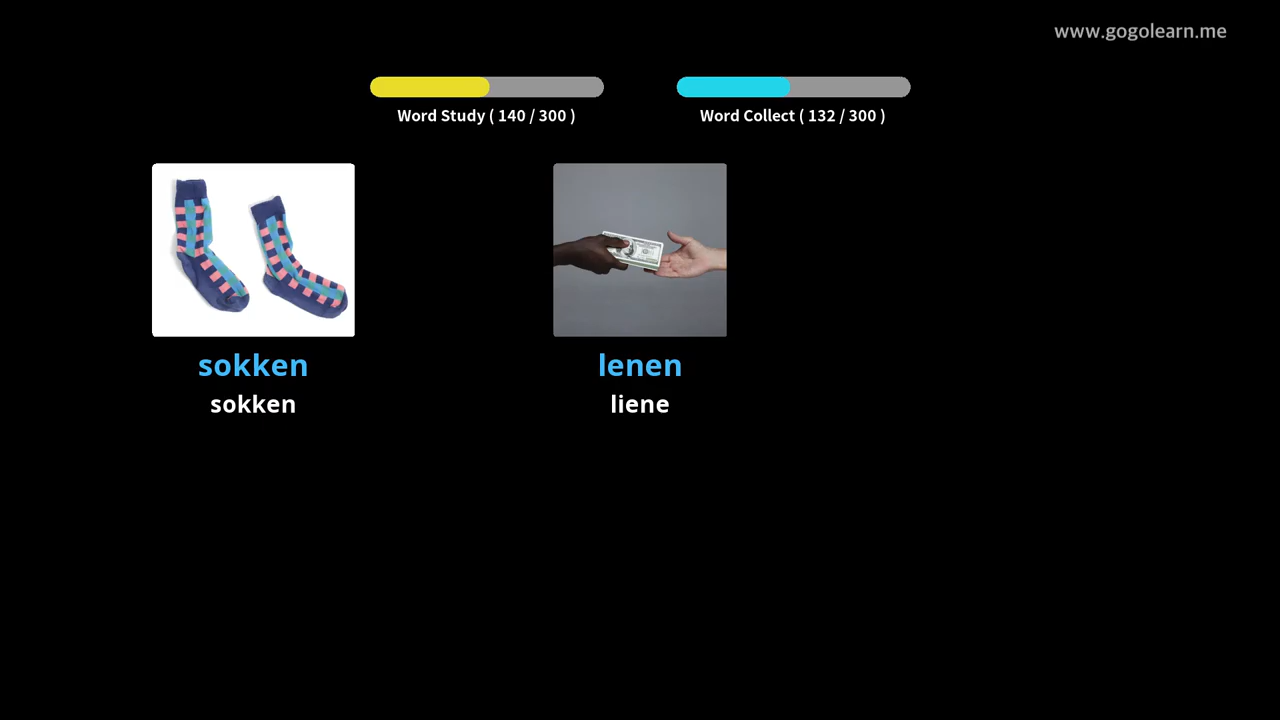 www.gogolearn.me
Word Study ( 140 / 300 )
Word Collect ( 132 / 300 )
sokken
sokken
lenen
liene